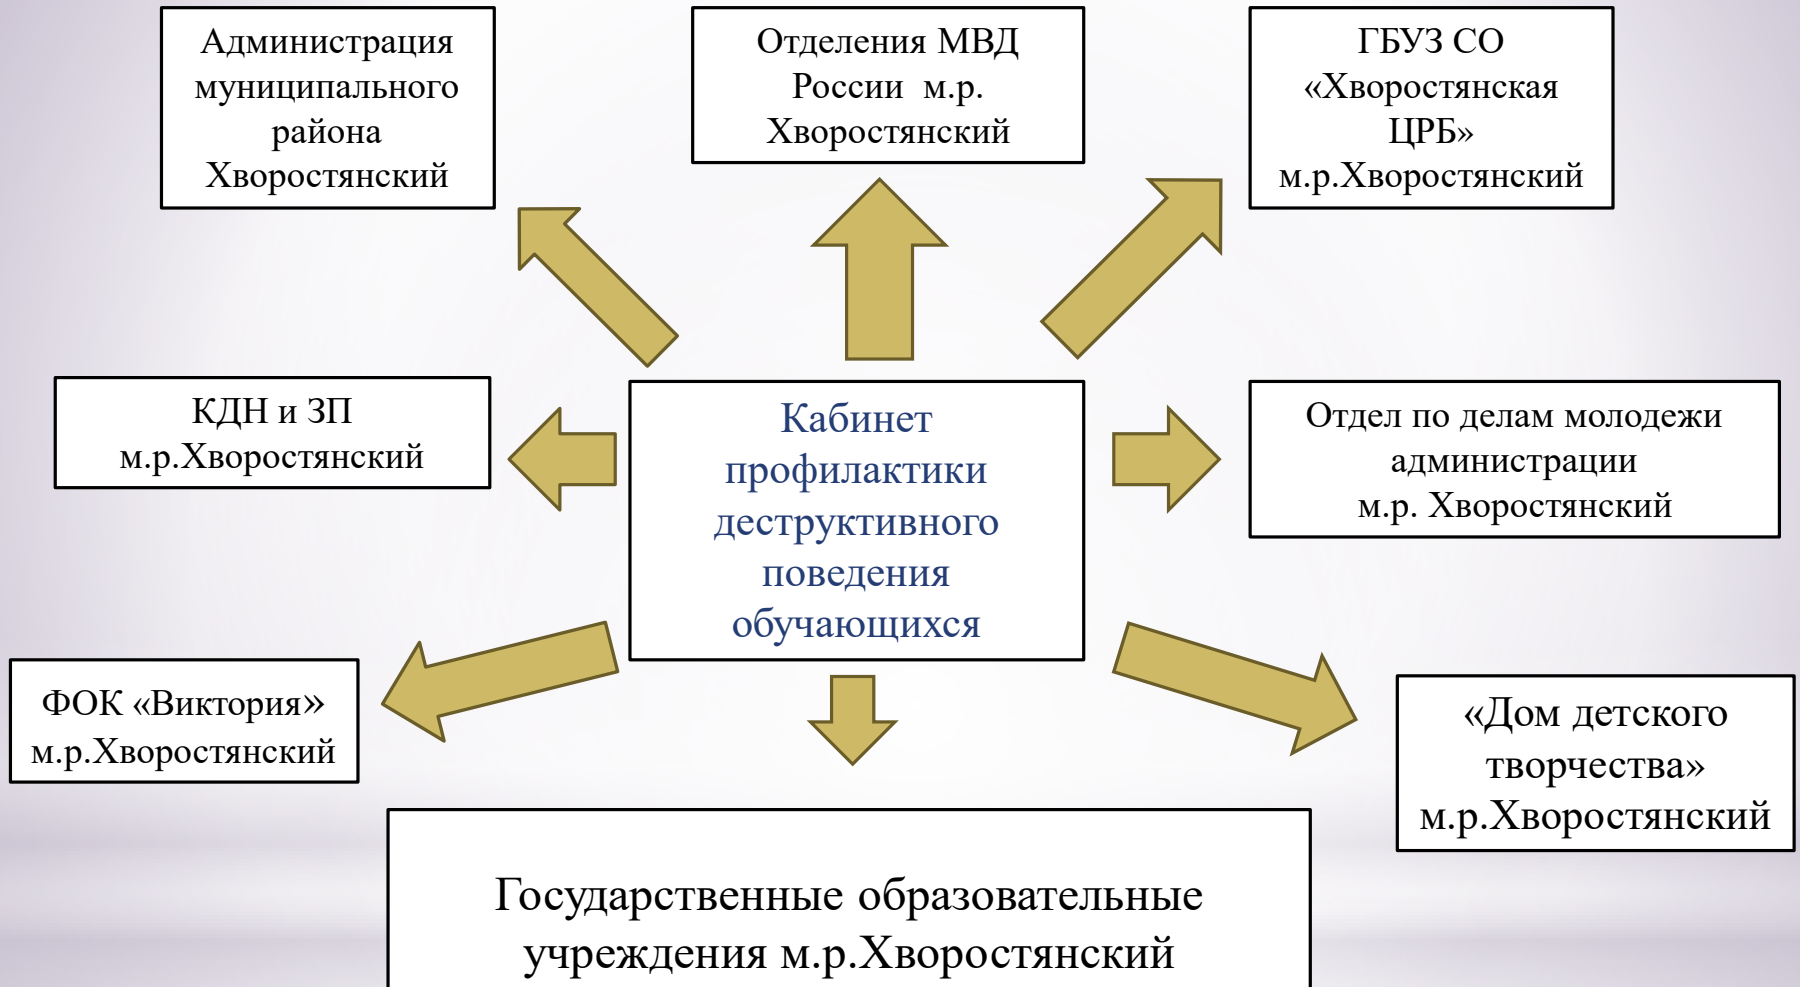 Администрация
муниципального
района
Хворостянский
Отделения МВД
России м.р.
Хворостянский
ГБУЗ СО
«Хворостянская
ЦРБ»
м.р.Хворостянский
КДН и ЗП
м.р.Хворостянский
Кабинет
профилактики
деструктивного
поведения
обучающихся
Отдел по делам молодежи
администрации
м.р. Хворостянский
ФОК «Виктория»
м.р.Хворостянский
«Дом детского
творчества»
м.р.Хворостянский
Государственные образовательные
учреждения м.р.Хворостянский